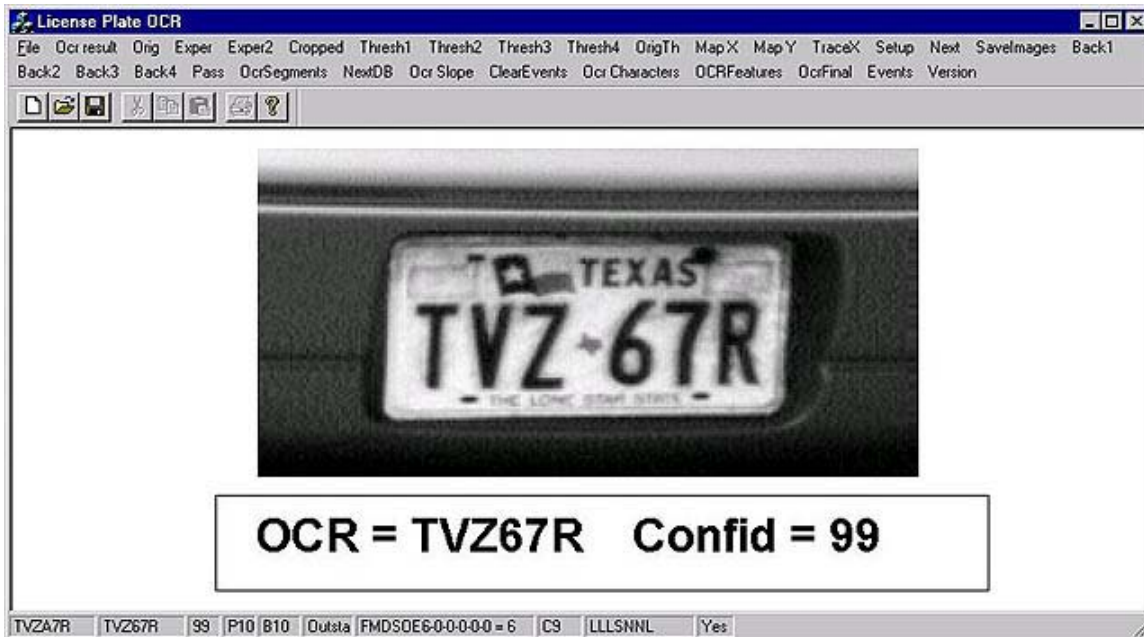 License Plate OCR
File Ocr result Orig Exper Exper2 Cropped Thresh1 Thresh2 Thresh3 Thresh4 OrigTh Map X Map Y TraceX Setup Next SaveImages Back1
Back2 Back3 Back4 Pass OcrSegments NextDB Ocr Slope ClearEvents Ocr Characters OCRFeatures OcrFinal Events Version
TEXAS
TVZ 67R
THE LONE STAR STATE
OCR = TVZ67R Confid = 99
TVZA7R TVZ67R 99 P10 B10 Outsta FMDSOE6-0-0-0-0-0 = 6 C9 LLLSNNL Yes